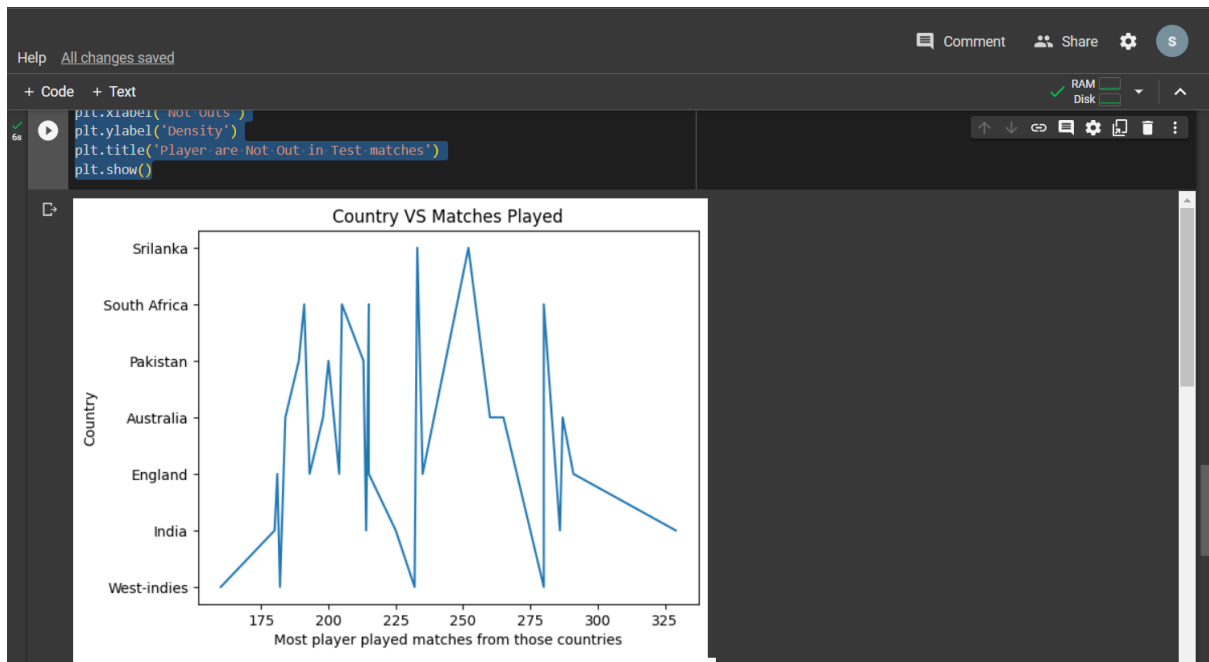 Comment
Share
S
Help All changes saved
+ Code + Text
RAM
Disk
6s
plt.xlabel('Not Outs')
plt.ylabel('Density')
plt.title('Player are Not Out in Test matches')
plt.show()
Country VS Matches Played
Srilanka
South Africa
Pakistan
Australia
England
India
West-indies
Country
175 200 225 250 275 300 325
Most player played matches from those countries